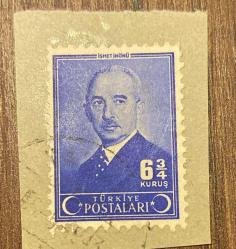 İSMET İNÖNÜ
6 3/4
KURUŞ
TÜRKİYE
POSTALARI